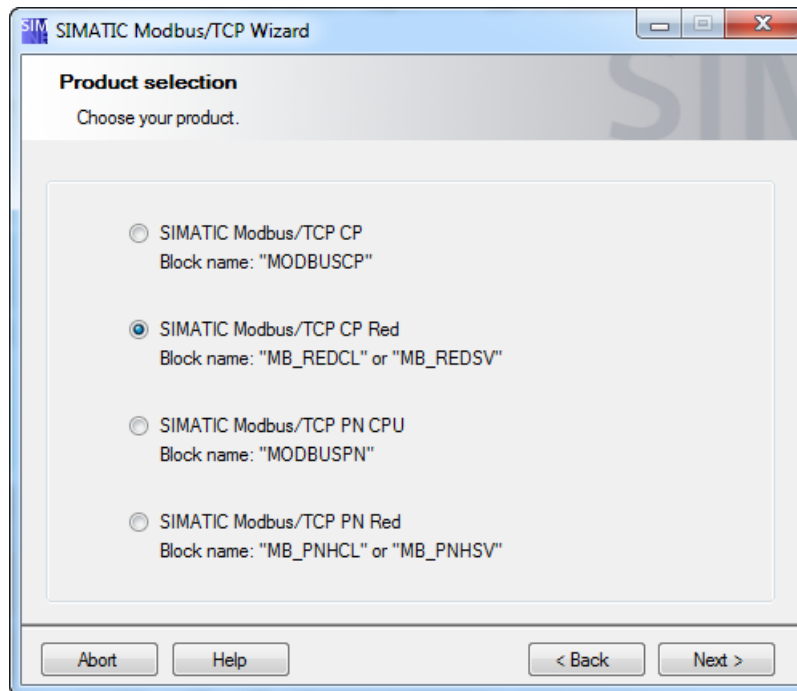 SIMATIC Modbus/TCP Wizard
Product selection
Choose your product.
SIMATIC Modbus/TCP CP
Block name: "MODBUSCP"
SIMATIC Modbus/TCP CP Red
Block name: "MB_REDCL" or "MB_REDSV"
SIMATIC Modbus/TCP PN CPU
Block name: "MODBUSPN"
SIMATIC Modbus/TCP PN Red
Block name: "MB_PNHCL" or "MB_PNHSV"
Abort Help < Back Next >